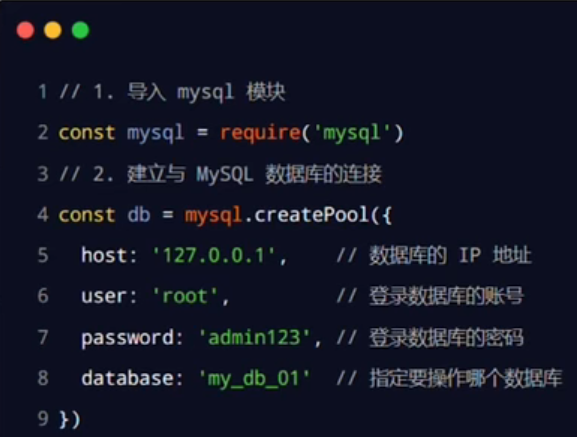 1 // 1. 导入 mysql 模块
2 const mysql = require('mysql')
3 // 2. 建立与 MySQL 数据库的连接
4 const db = mysql.createPool({
5   host: '127.0.0.1',    // 数据库的 IP 地址
6   user: 'root',         // 登录数据库的账号
7   password: 'admin123', // 登录数据库的密码
8   database: 'my_db_01'  // 指定要操作哪个数据库
9 })